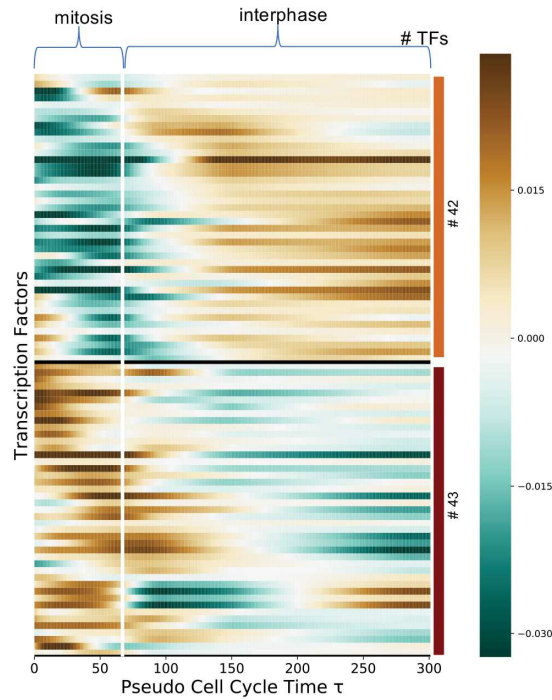 mitosis
interphase
# TFs
Transcription Factors
# 42
# 43
0.015
0.000
−0.015
−0.030
0 50 100 150 200 250 300
Pseudo Cell Cycle Time τ